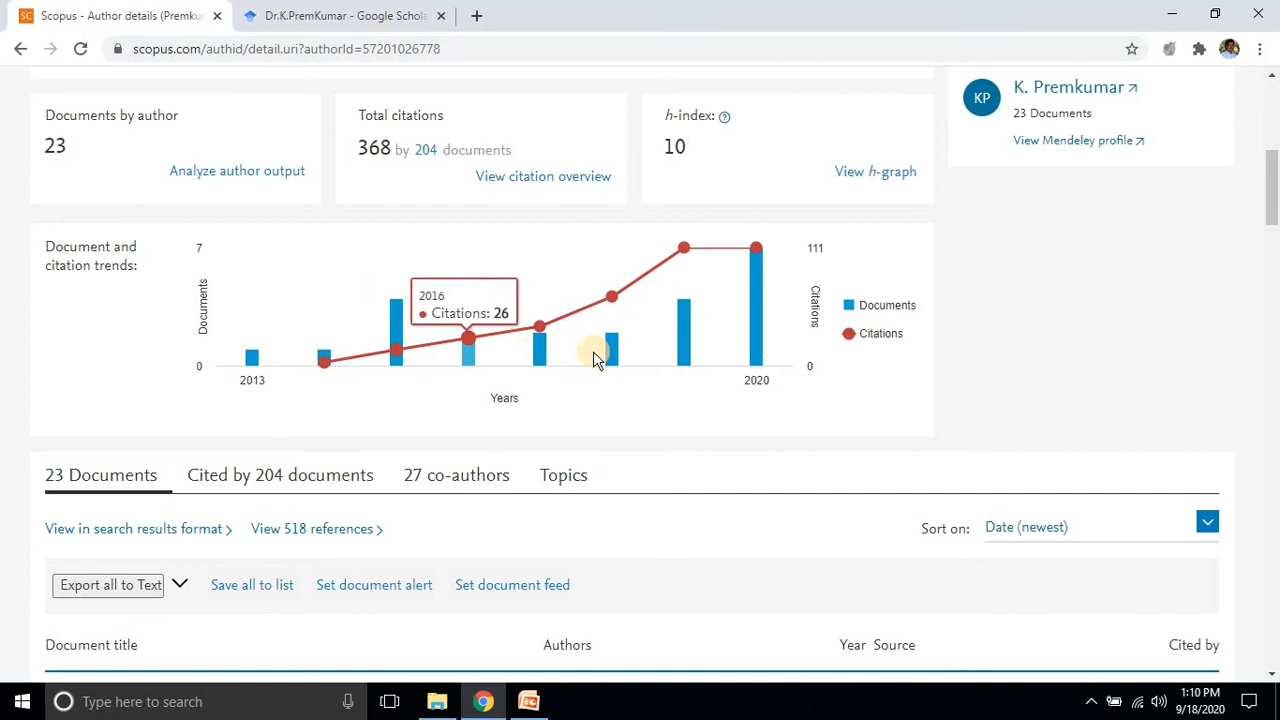 Scopus - Author details (Premku
Dr.K.PremKumar - Google Schola
scopus.com/authid/detail.uri?authorId=57201026778
Documents by author
23
Analyze author output
Total citations
368 by 204 documents
View citation overview
h-index:
10
View h-graph
KP
K. Premkumar
23 Documents
View Mendeley profile
Document and
citation trends:
7
0
Documents
2016
Citations: 26
111
0
Citations
Documents
Citations
2013
2020
Years
23 Documents
Cited by 204 documents
27 co-authors
Topics
View in search results format
View 518 references
Sort on:
Date (newest)
Export all to Text
Save all to list
Set document alert
Set document feed
Document title
Authors
Year
Source
Cited by
Type here to search
1:10 PM
9/18/2020